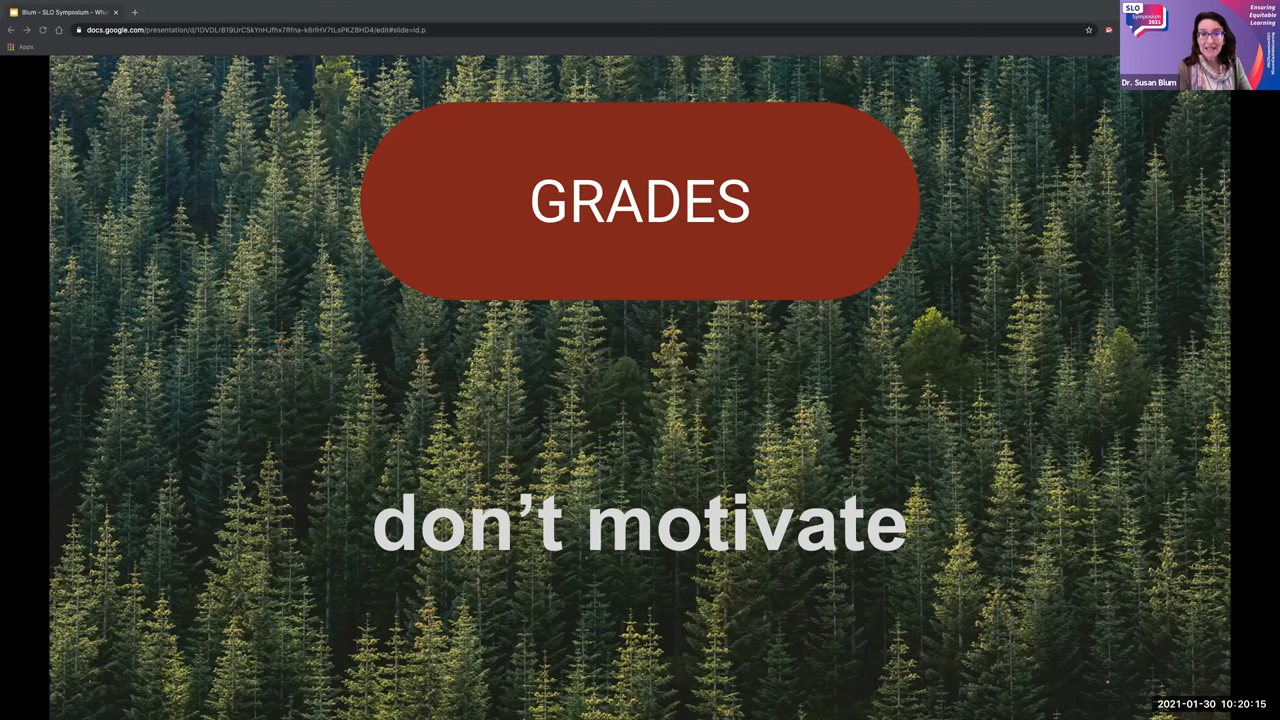 Blum - SLO Symposium - Wha
docs.google.com/presentation/d/1DVDLr819UrCSkYnHJfhx7Rfna-k6rIHV7tLsPKZ8HD4/edit#slide=id.p
Apps
SLO
Symposium
2021
Ensuring
Equitable
Learning
Dr. Susan Blum
GRADES
don’t motivate
2021-01-30 10:20:15